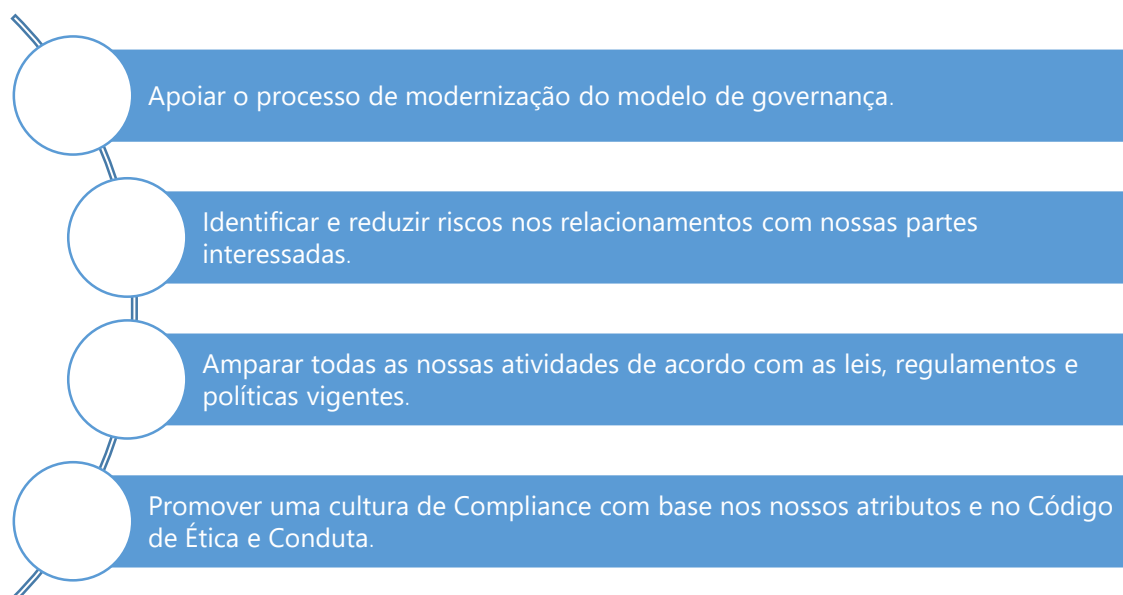 Apoiar o processo de modernização do modelo de governança.
Identificar e reduzir riscos nos relacionamentos com nossas partes
interessadas.
Amparar todas as nossas atividades de acordo com as leis, regulamentos e
políticas vigentes.
Promover uma cultura de Compliance com base nos nossos atributos e no Código
de Ética e Conduta.